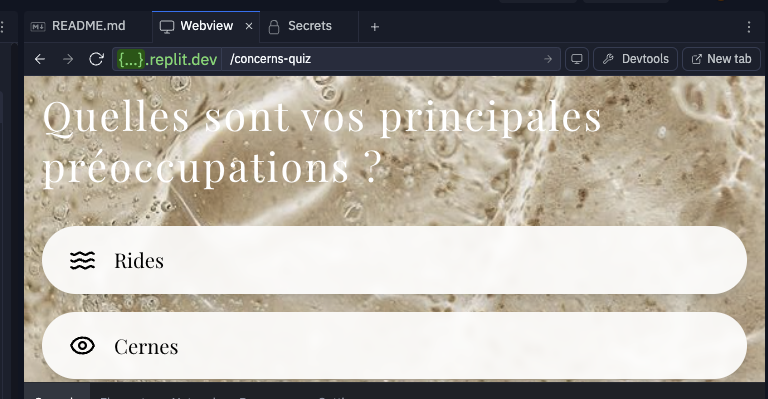 README.md
Webview
Secrets
{...}.replit.dev
/concerns-quiz
Devtools
New tab
Quelles sont vos principales
préoccupations ?
Rides
Cernes